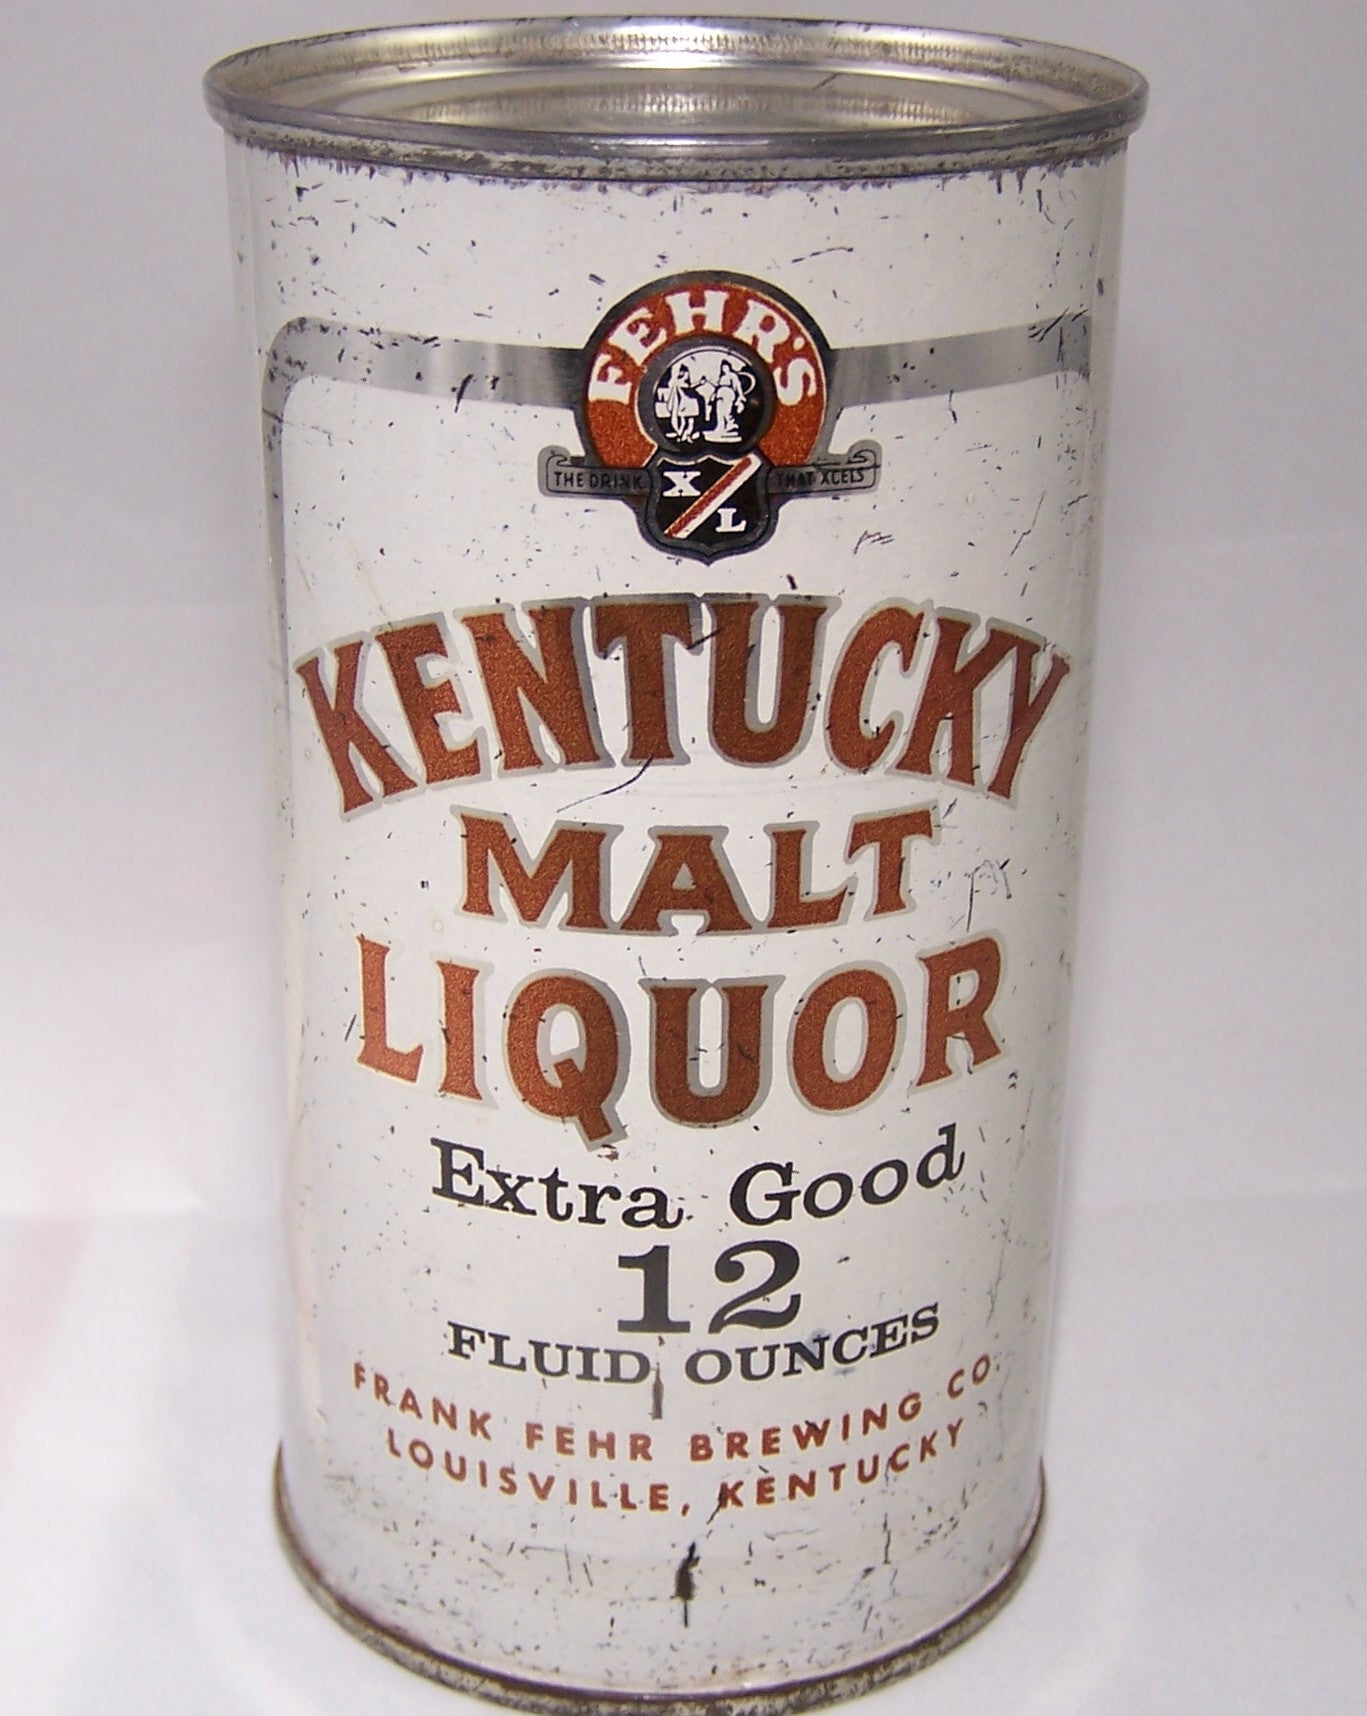 FEHR'S
THE DRINK THAT XCELS
X L
KENTUCKY
MALT
LIQUOR
Extra Good
12
FLUID OUNCES
FRANK FEHR BREWING CO.
LOUISVILLE, KENTUCKY